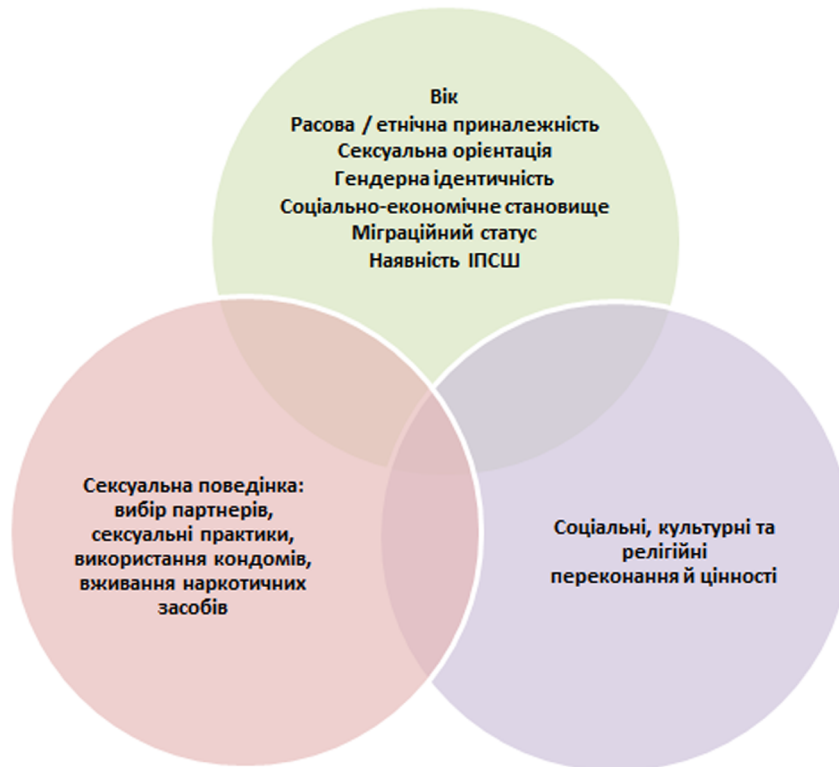 Вік
Расова / етнічна приналежність
Сексуальна орієнтація
Гендерна ідентичність
Соціально-економічне становище
Міграційний статус
Наявність ІПСШ
Сексуальна поведінка:
вибір партнерів,
сексуальні практики,
використання кондомів,
вживання наркотичних
засобів
Соціальні, культурні та
релігійні
переконання й цінності